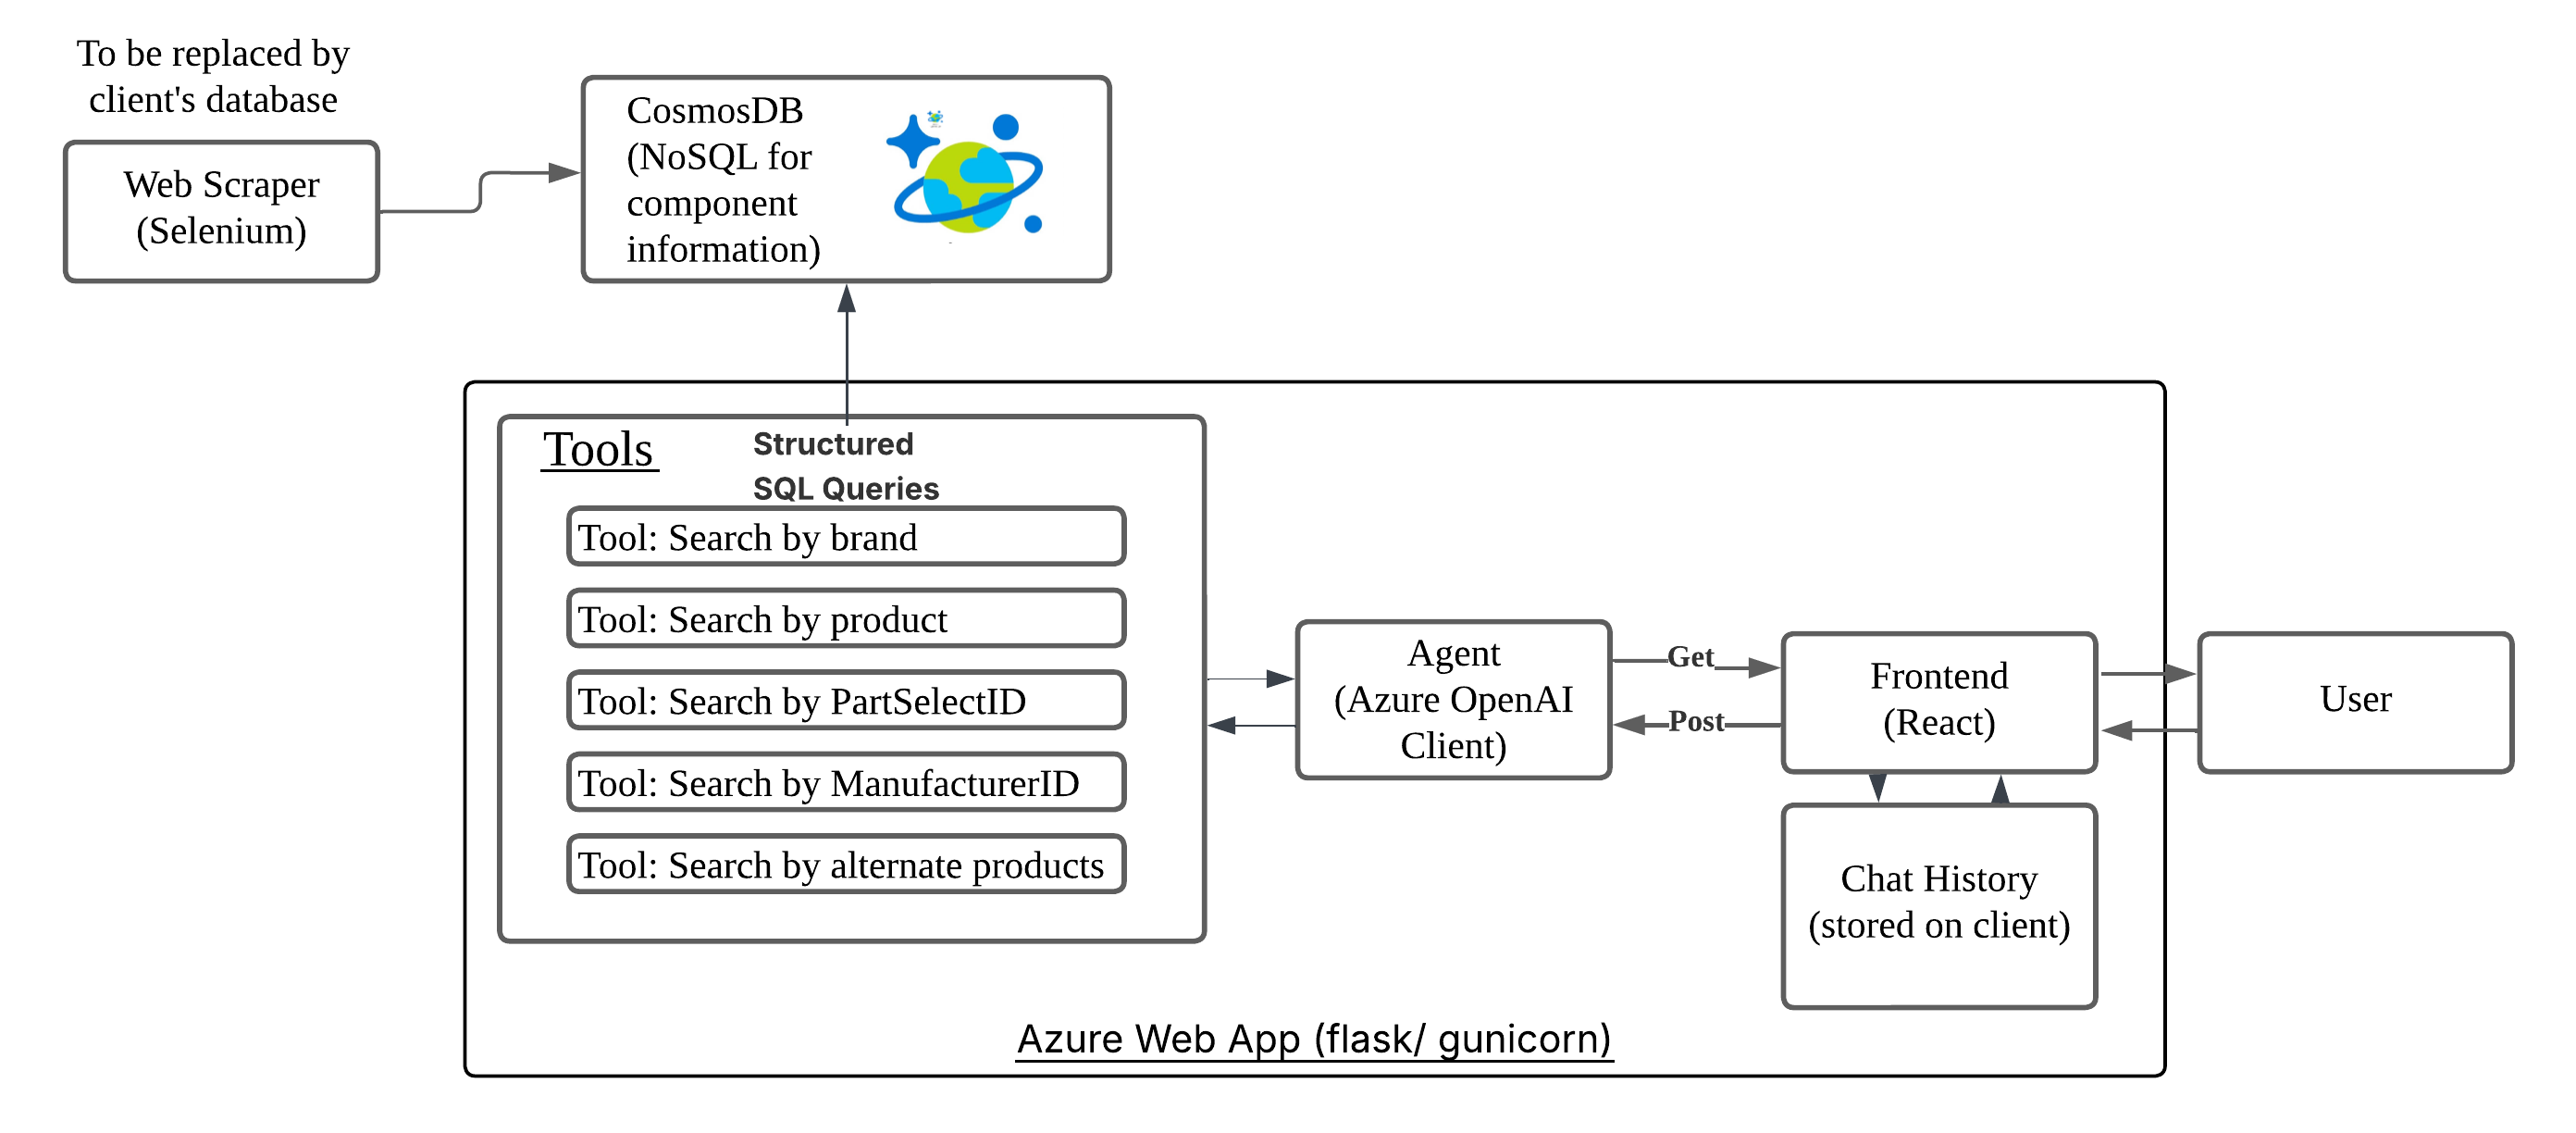 To be replaced by
client's database
Web Scraper
(Selenium)
CosmosDB
(NoSQL for
component
information)
Tools
Structured
SQL Queries
Tool: Search by brand
Tool: Search by product
Tool: Search by PartSelectID
Tool: Search by ManufacturerID
Tool: Search by alternate products
Agent
(Azure OpenAI
Client)
Get
Post
Frontend
(React)
User
Chat History
(stored on client)
Azure Web App (flask/ gunicorn)